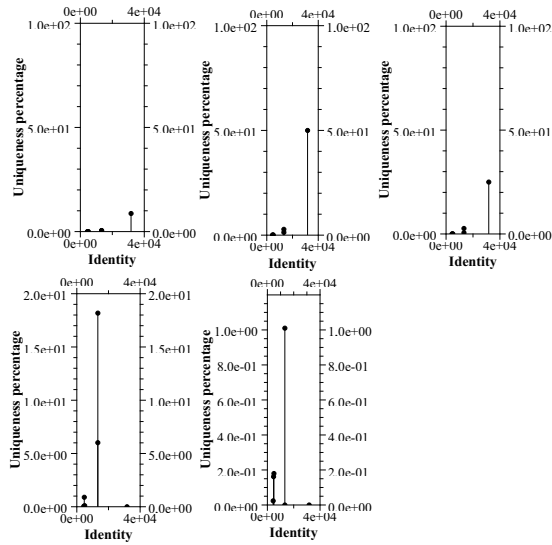 0e+00 4e+04
1.0e+02 1.0e+02
5.0e+01 5.0e+01
0.0e+00 0.0e+00
0e+00 4e+04
Identity
Uniqueness percentage
0e+00 4e+04
1.0e+02 1.0e+02
5.0e+01 5.0e+01
0.0e+00 0.0e+00
0e+00 4e+04
Identity
Uniqueness percentage
0e+00 4e+04
1.0e+02 1.0e+02
5.0e+01 5.0e+01
0.0e+00 0.0e+00
0e+00 4e+04
Identity
Uniqueness percentage
0e+00 4e+04
2.0e+01 2.0e+01
1.5e+01 1.5e+01
1.0e+01 1.0e+01
5.0e+00 5.0e+00
0.0e+00 0.0e+00
0e+00 4e+04
Identity
Uniqueness percentage
0e+00 4e+04
1.0e+00 1.0e+00
8.0e-01 8.0e-01
6.0e-01 6.0e-01
4.0e-01 4.0e-01
2.0e-01 2.0e-01
0.0e+00 0.0e+00
0e+00 4e+04
Identity
Uniqueness percentage